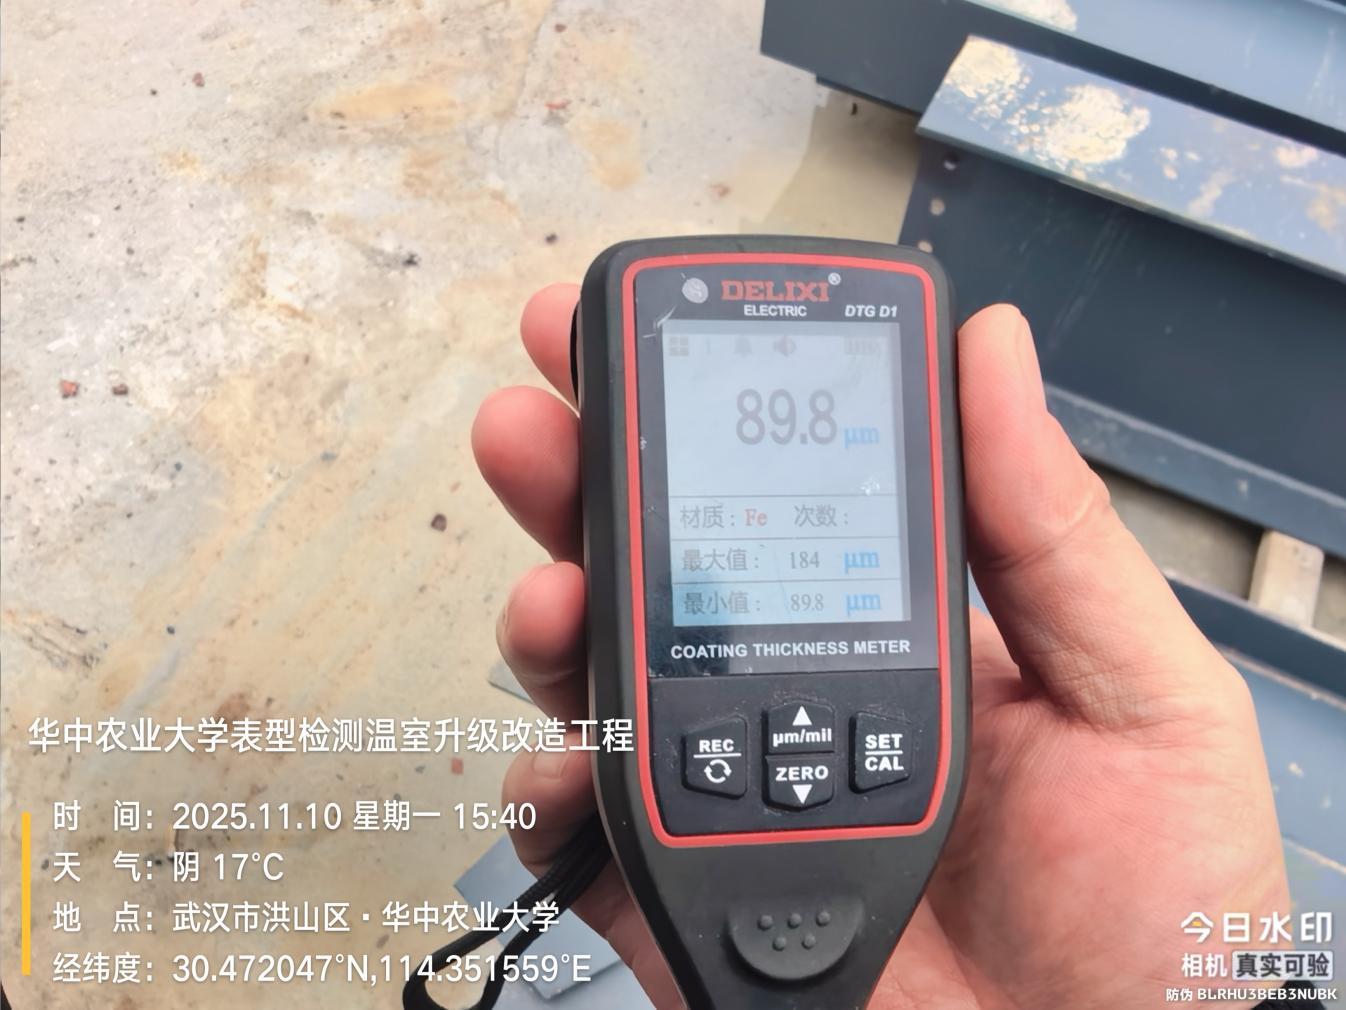 DELIXI®
ELECTRIC DTG D1
89.8 μm
材质：Fe 次数：
最大值： 184 μm
最小值： 89.8 μm
COATING THICKNESS METER
REC
μm/mil
ZERO
SET
CAL
华中农业大学表型检测温室升级改造工程
时 间：2025.11.10 星期一 15:40
天 气：阴 17°C
地 点：武汉市洪山区·华中农业大学
经纬度：30.472047°N,114.351559°E
今日水印
相机 真实可验
防伪 BLRHU3BEB3NUBK